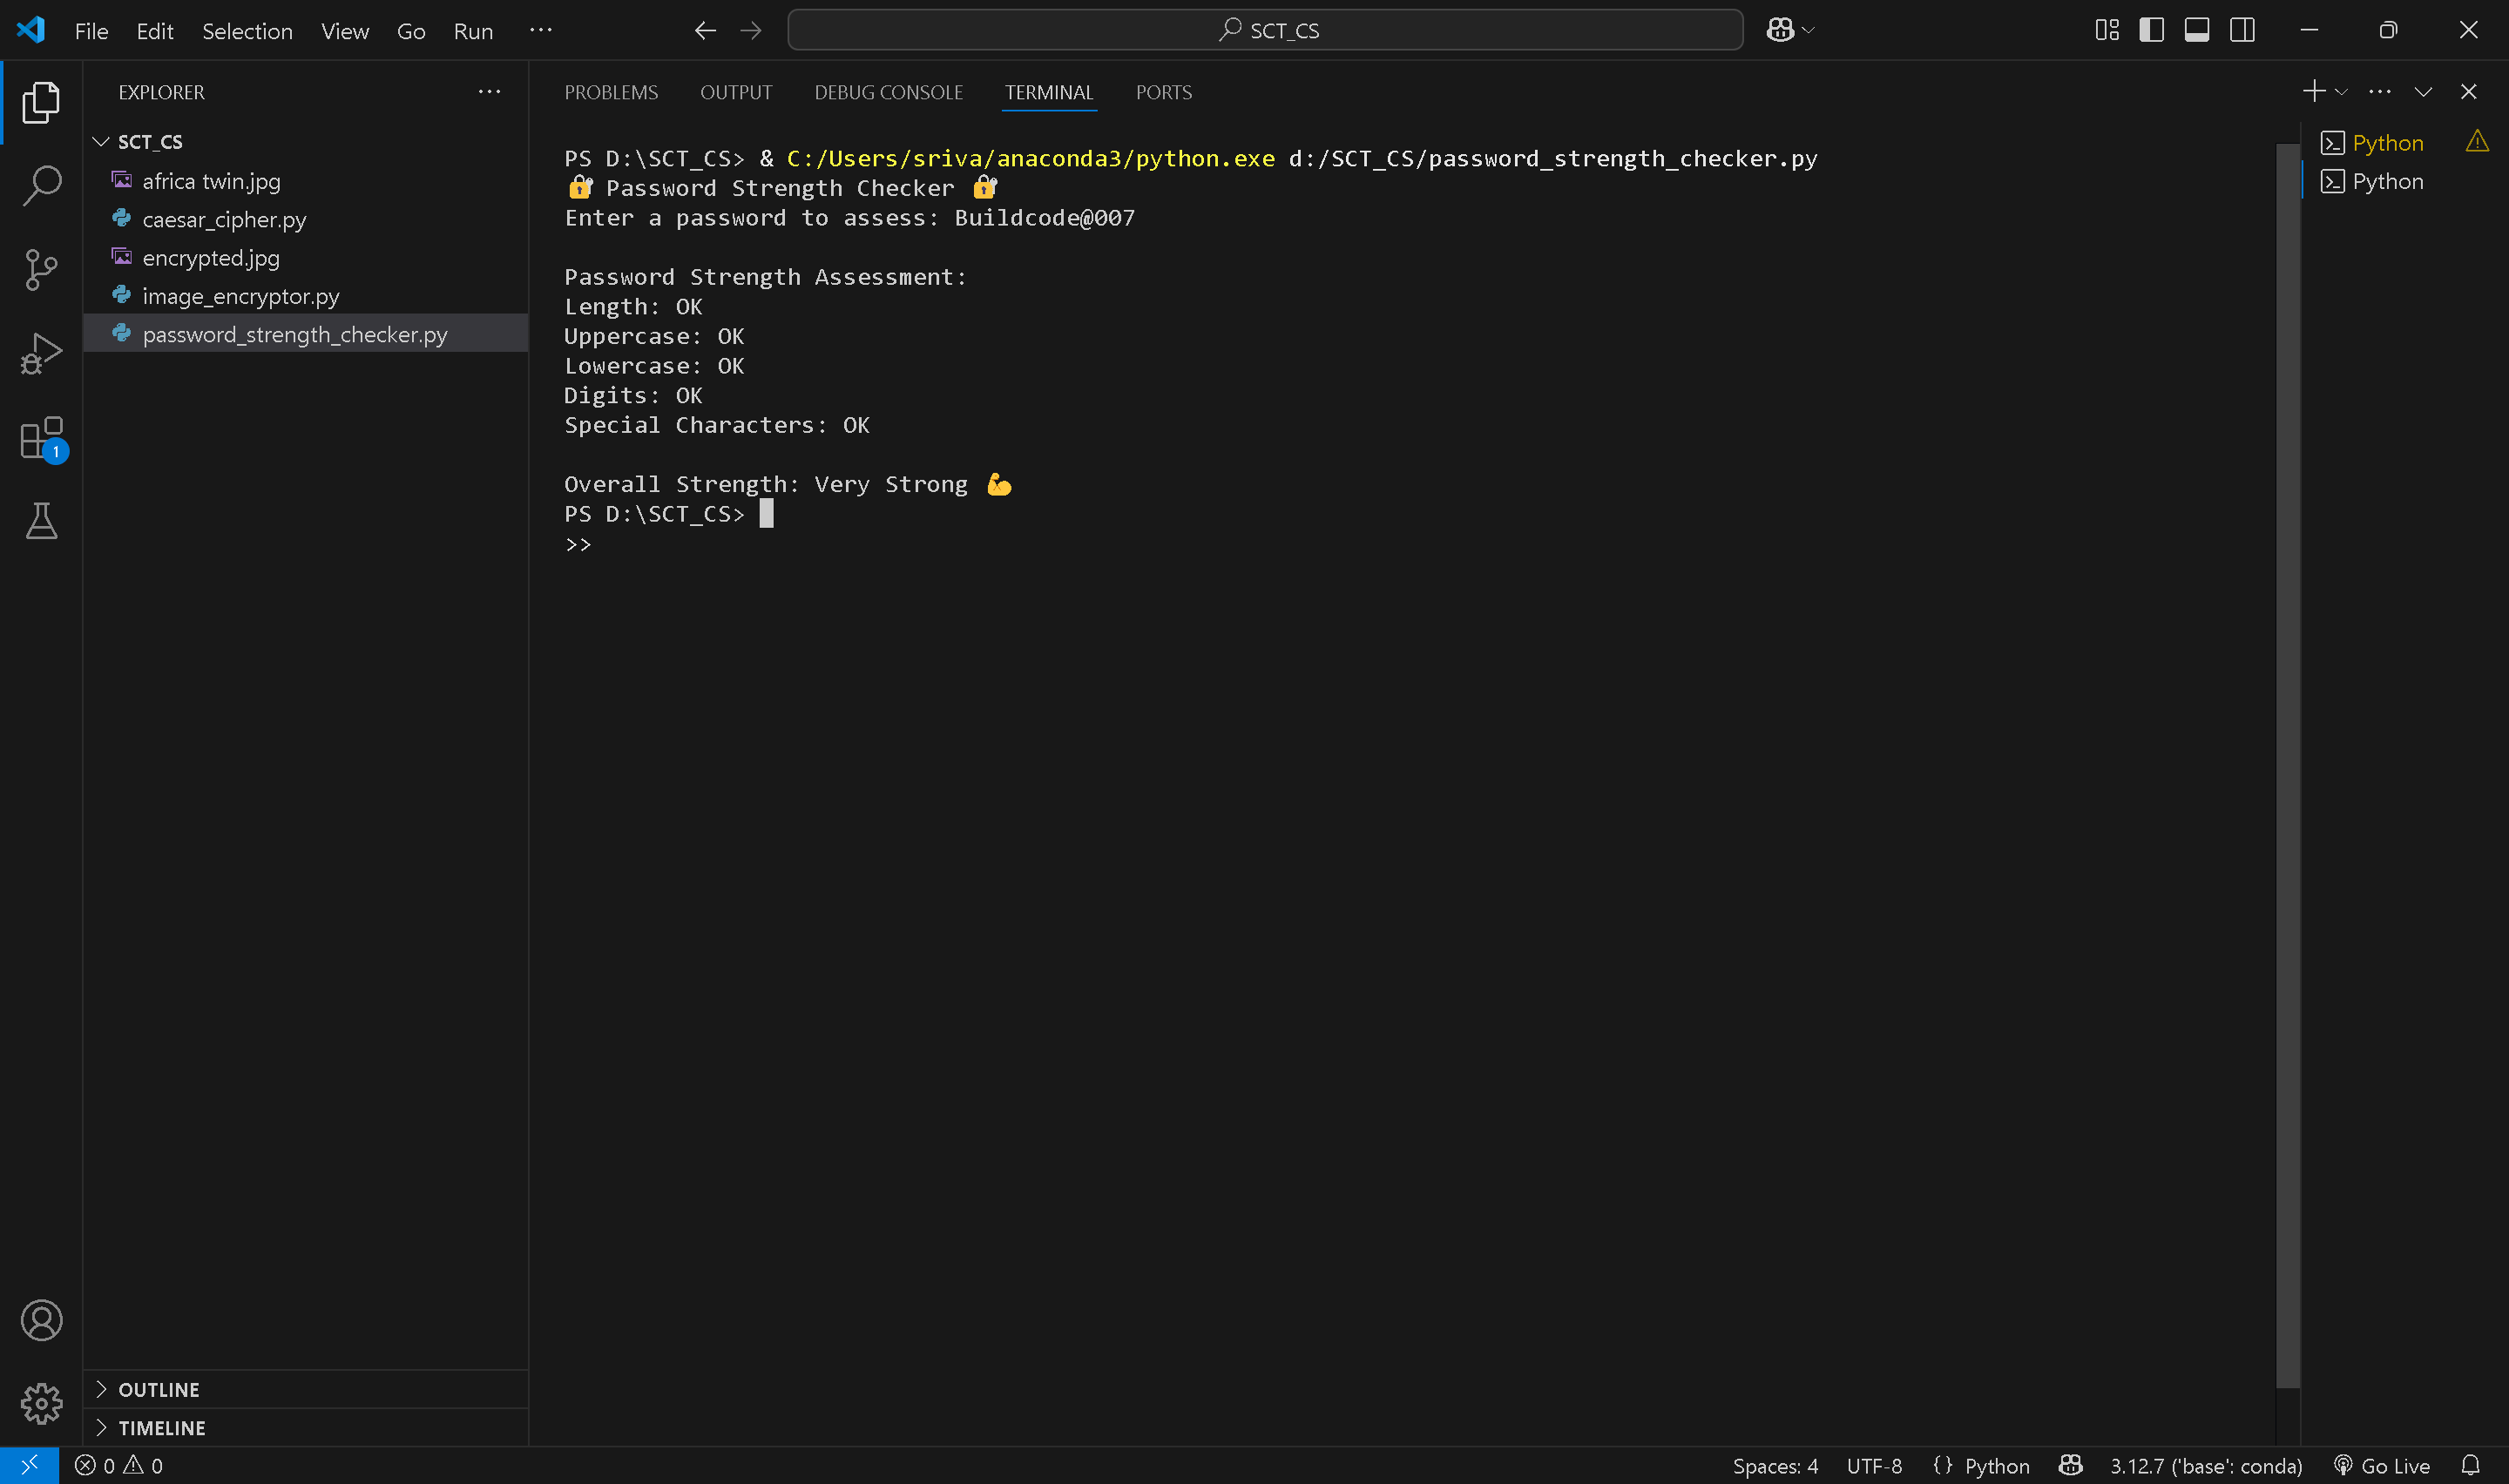 File Edit Selection View Go Run ···
SCT_CS
EXPLORER
SCT_CS
africa twin.jpg
caesar_cipher.py
encrypted.jpg
image_encryptor.py
password_strength_checker.py
1
OUTLINE
TIMELINE
PROBLEMS OUTPUT DEBUG CONSOLE TERMINAL PORTS
PS D:\SCT_CS> & C:/Users/sriva/anaconda3/python.exe d:/SCT_CS/password_strength_checker.py
🔐 Password Strength Checker 🔐
Enter a password to assess: Buildcode@007
Password Strength Assessment:
Length: OK
Uppercase: OK
Lowercase: OK
Digits: OK
Special Characters: OK
Overall Strength: Very Strong 💪
PS D:\SCT_CS>
>>
Python
Python
0 0
Spaces: 4 UTF-8 {} Python 3.12.7 ('base': conda) Go Live